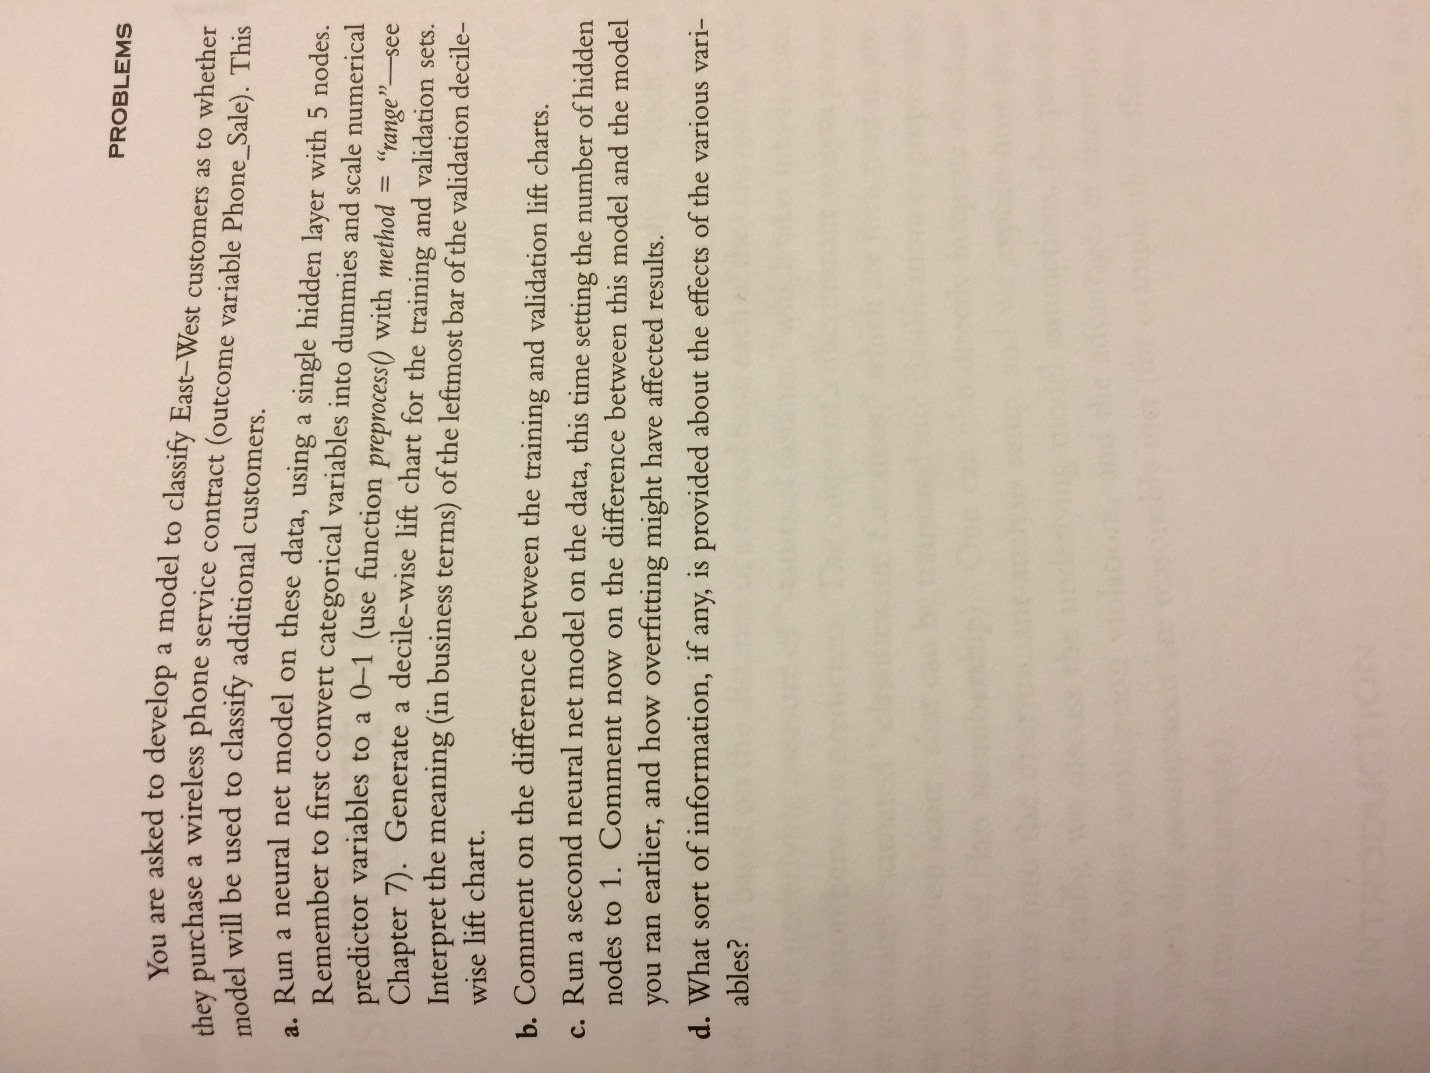 PROBLEMS
You are asked to develop a model to classify East–West customers as to whether
they purchase a wireless phone service contract (outcome variable Phone_Sale). This
model will be used to classify additional customers.
a. Run a neural net model on these data, using a single hidden layer with 5 nodes.
Remember to first convert categorical variables into dummies and scale numerical
predictor variables to a 0–1 (use function preprocess() with method = “range”—see
Chapter 7). Generate a decile-wise lift chart for the training and validation sets.
Interpret the meaning (in business terms) of the leftmost bar of the validation decile-
wise lift chart.
b. Comment on the difference between the training and validation lift charts.
c. Run a second neural net model on the data, this time setting the number of hidden
nodes to 1. Comment now on the difference between this model and the model
you ran earlier, and how overfitting might have affected results.
d. What sort of information, if any, is provided about the effects of the various vari-
ables?